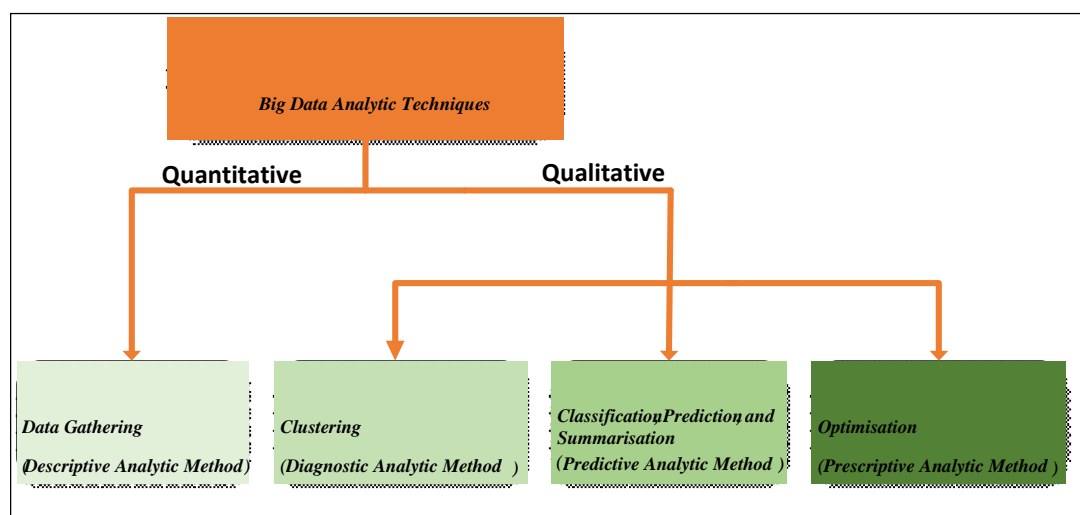 Big Data Analytic Techniques
Quantitative
Qualitative
Data Gathering
(Descriptive Analytic Method)
Clustering
(Diagnostic Analytic Method )
Classification, Prediction, and
Summarisation
(Predictive Analytic Method )
Optimisation
(Prescriptive Analytic Method )